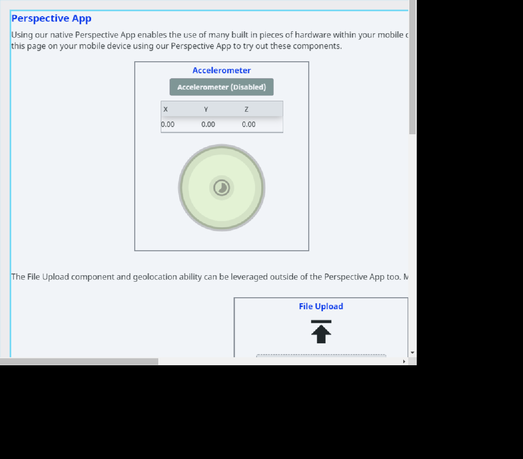 Perspective App
Using our native Perspective App enables the use of many built in pieces of hardware within your mobile
this page on your mobile device using our Perspective App to try out these components.
Accelerometer
Accelerometer (Disabled)
X Y Z
0.00 0.00 0.00
The File Upload component and geolocation ability can be leveraged outside of the Perspective App too.
File Upload